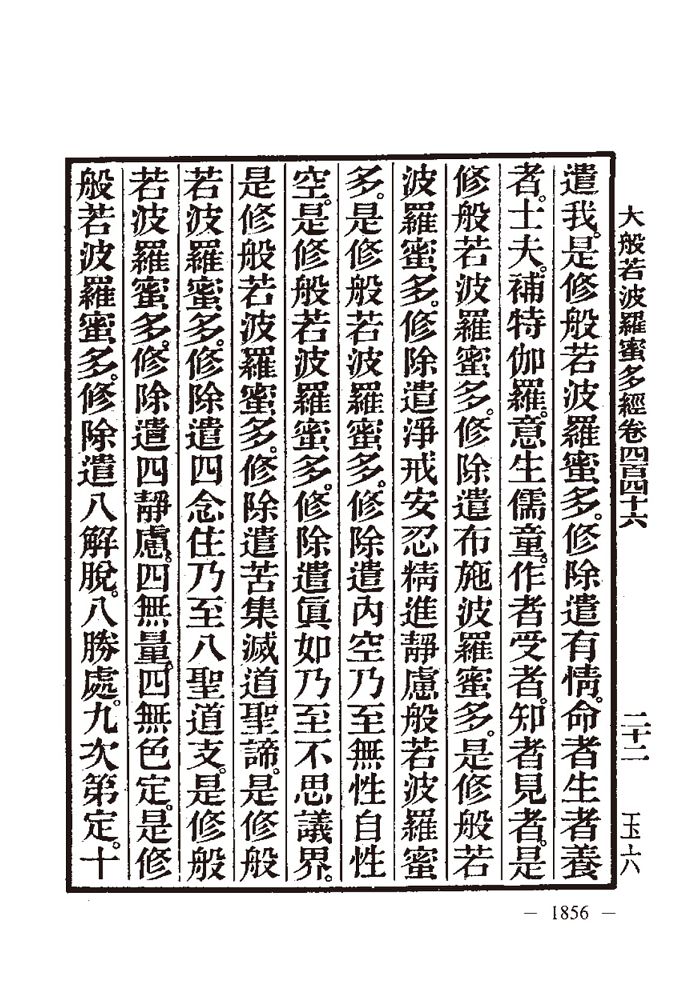 大般若波羅蜜多經卷四百四十六　二十二　玉六
遣我。是修般若波羅蜜多。修除遣有情。命者生者養
者。士夫。補特伽羅。意生儒童。作者受者。知者見者。是
修般若波羅蜜多。修除遣布施波羅蜜多。是修般若
波羅蜜多。修除遣淨戒安忍精進靜慮般若波羅蜜
多。是修般若波羅蜜多。修除遣內空乃至無性自性
空。是修般若波羅蜜多。修除遣眞如乃至不思議界。
是修般若波羅蜜多。修除遣苦集滅道聖諦。是修般
若波羅蜜多。修除遣四念住乃至八聖道支。是修般
若波羅蜜多。修除遣四靜慮。四無量。四無色定。是修
般若波羅蜜多。修除遣八解脫。八勝處。九次第定。十
— 1856 —